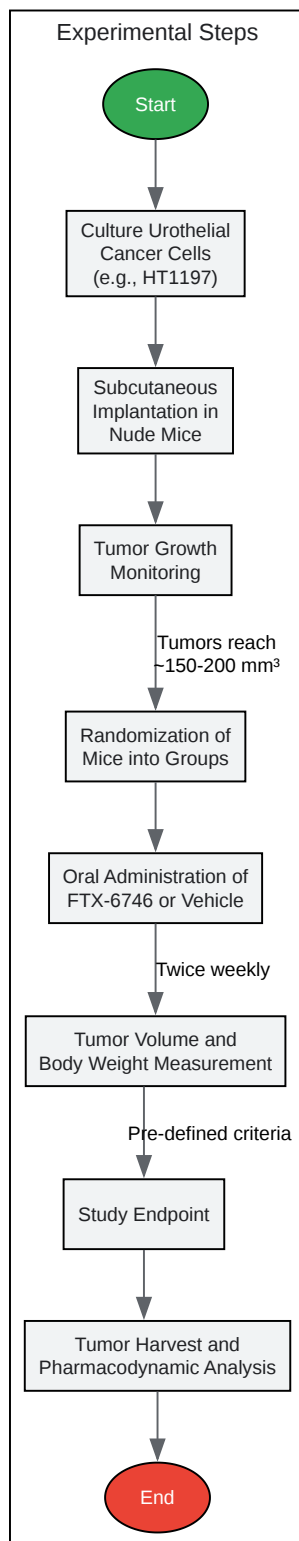 Experimental Steps
Start
Culture Urothelial
Cancer Cells
(e.g., HT1197)
Subcutaneous
Implantation in
Nude Mice
Tumor Growth
Monitoring
Tumors reach
~150-200 mm³
Randomization of
Mice into Groups
Oral Administration of
FTX-6746 or Vehicle
Twice weekly
Tumor Volume and
Body Weight Measurement
Pre-defined criteria
Study Endpoint
Tumor Harvest and
Pharmacodynamic Analysis
End